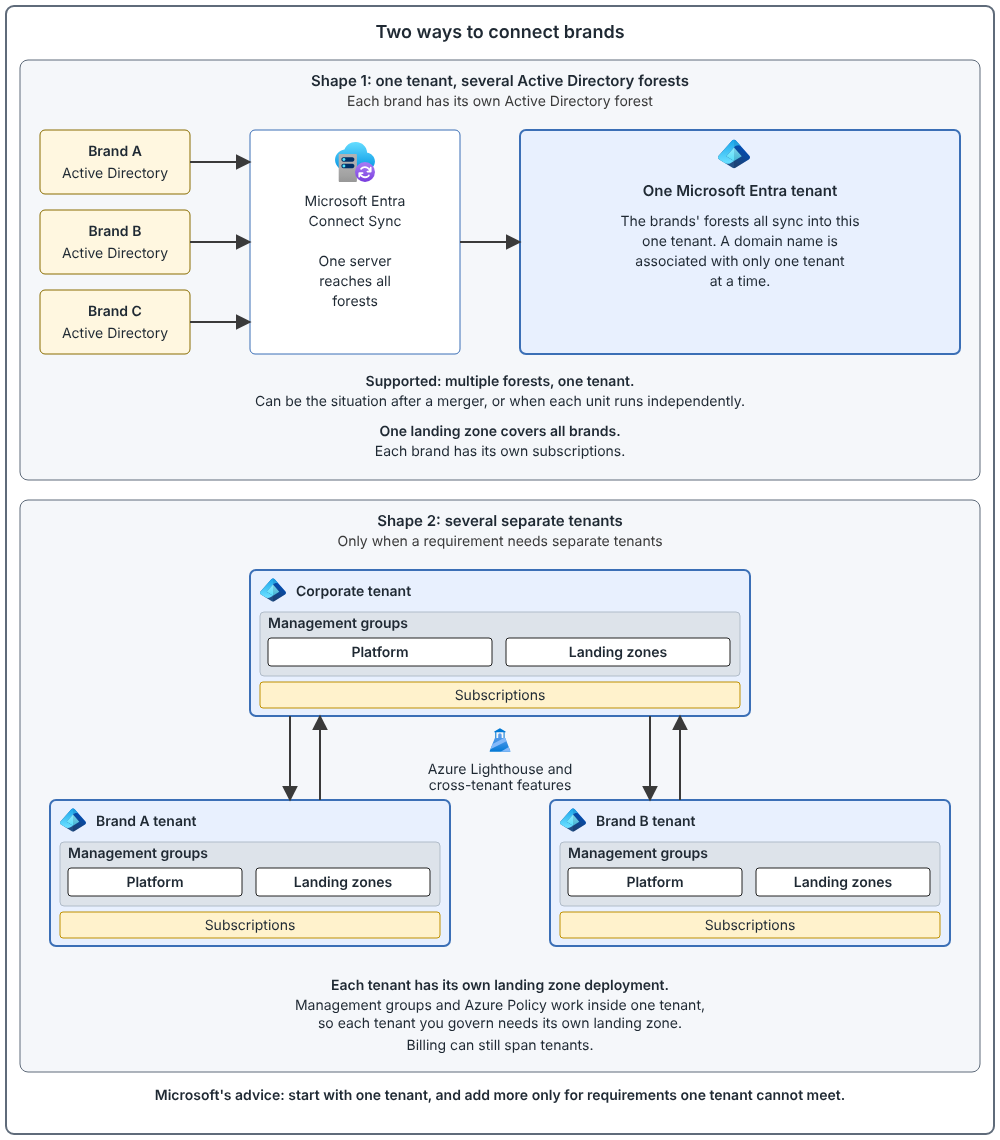 Two ways to connect brands
Shape 1: one tenant, several Active Directory forests
Each brand has its own Active Directory forest
Brand A
Active Directory
Brand B
Active Directory
Brand C
Active Directory
Microsoft Entra
Connect Sync
One server
reaches all
forests
One Microsoft Entra tenant
The brands' forests all sync into this
one tenant. A domain name is
associated with only one tenant
at a time.
Supported: multiple forests, one tenant.
Can be the situation after a merger, or when each unit runs independently.
One landing zone covers all brands.
Each brand has its own subscriptions.
Shape 2: several separate tenants
Only when a requirement needs separate tenants
Corporate tenant
Management groups
Platform
Landing zones
Subscriptions
Azure Lighthouse and
cross-tenant features
Brand A tenant
Management groups
Platform
Landing zones
Subscriptions
Brand B tenant
Management groups
Platform
Landing zones
Subscriptions
Each tenant has its own landing zone deployment.
Management groups and Azure Policy work inside one tenant,
so each tenant you govern needs its own landing zone.
Billing can still span tenants.
Microsoft's advice: start with one tenant, and add more only for requirements one tenant cannot meet.